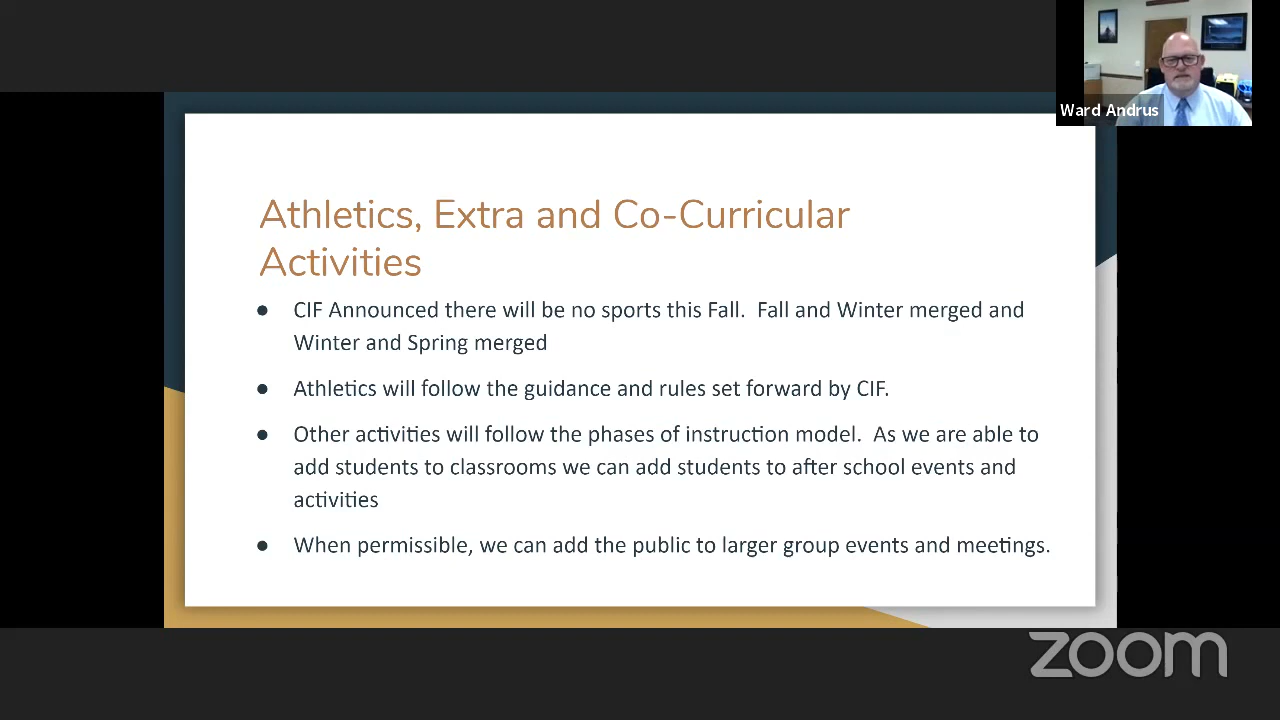 Ward Andrus
Athletics, Extra and Co-Curricular
Activities
● CIF Announced there will be no sports this Fall.  Fall and Winter merged and
Winter and Spring merged
● Athletics will follow the guidance and rules set forward by CIF.
● Other activities will follow the phases of instruction model.  As we are able to
add students to classrooms we can add students to after school events and
activities
● When permissible, we can add the public to larger group events and meetings.
zoom